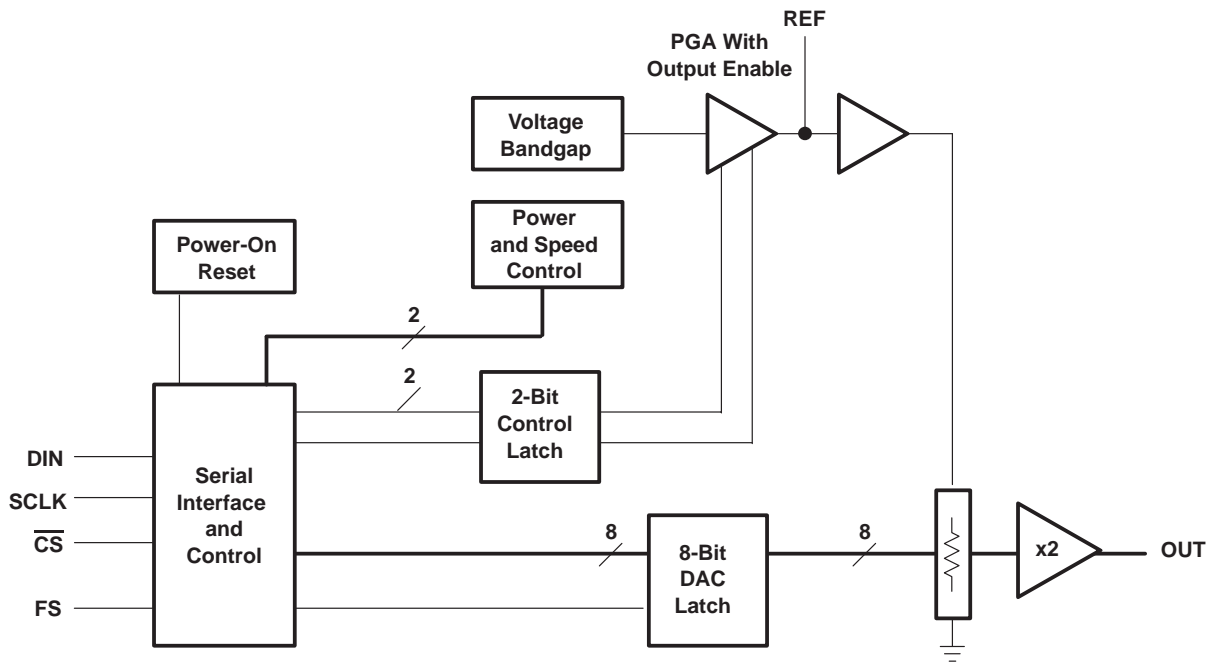 REF
PGA With
Output Enable
Voltage
Bandgap
Power
and Speed
Control
Power-On
Reset
2
2
2-Bit
Control
Latch
DIN
SCLK
CS
FS
Serial
Interface
and
Control
8
8-Bit
DAC
Latch
8
x2
OUT